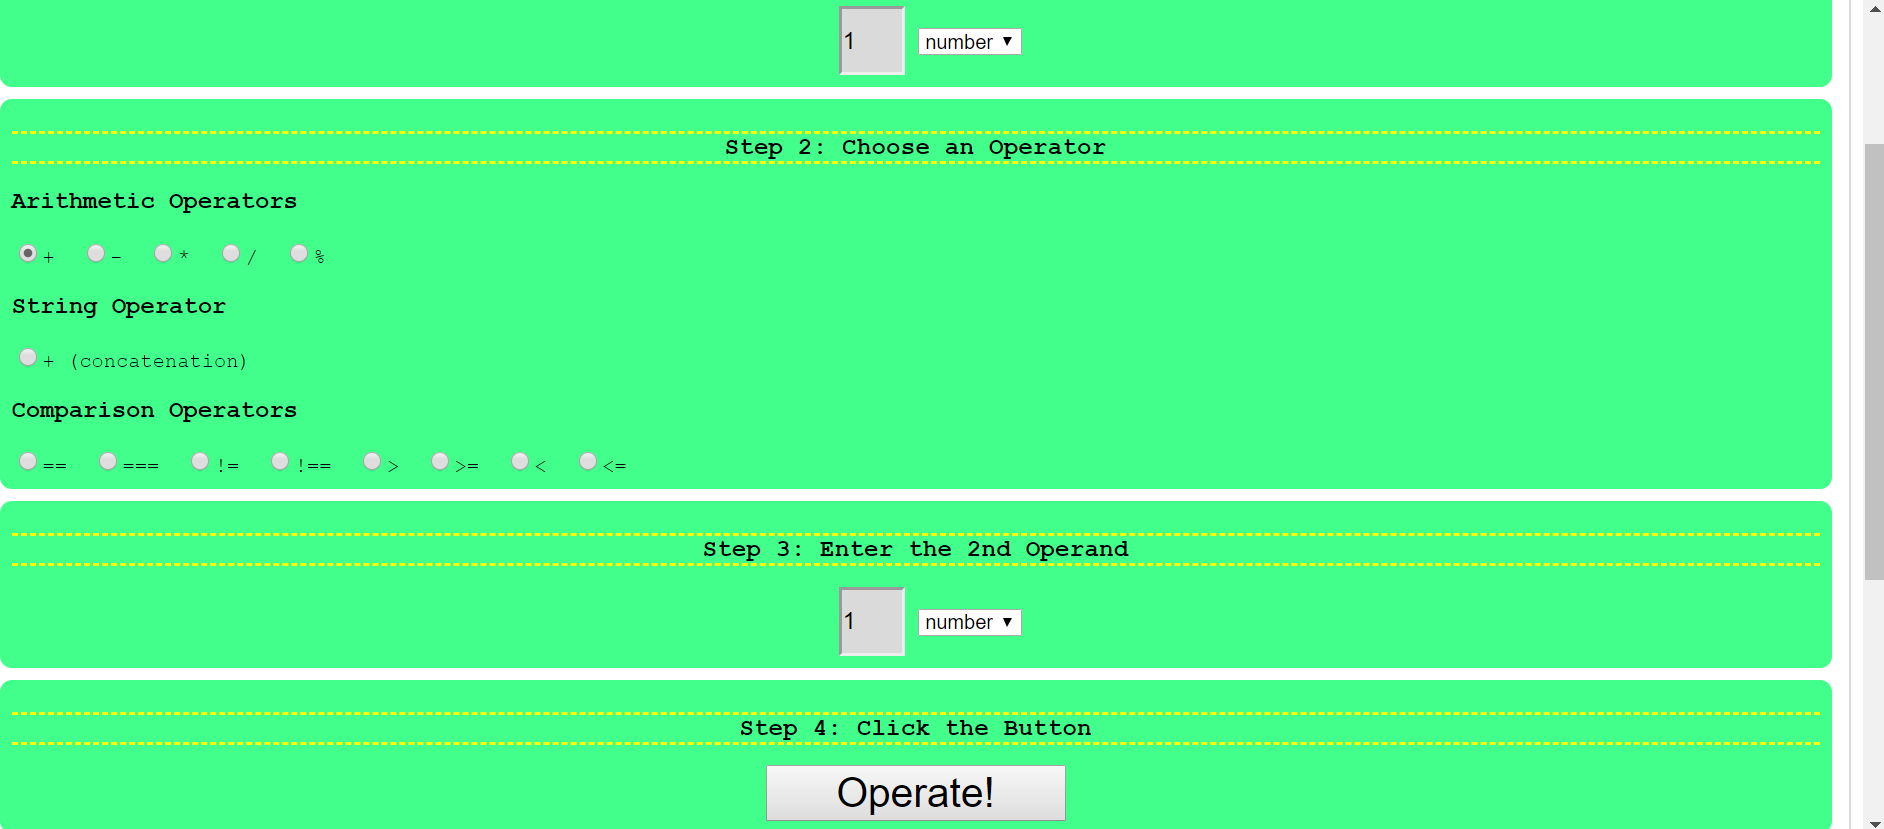 1 number
Step 2: Choose an Operator
Arithmetic Operators
+ - * / %
String Operator
+ (concatenation)
Comparison Operators
== === != !== > >= < <=
Step 3: Enter the 2nd Operand
1 number
Step 4: Click the Button
Operate!